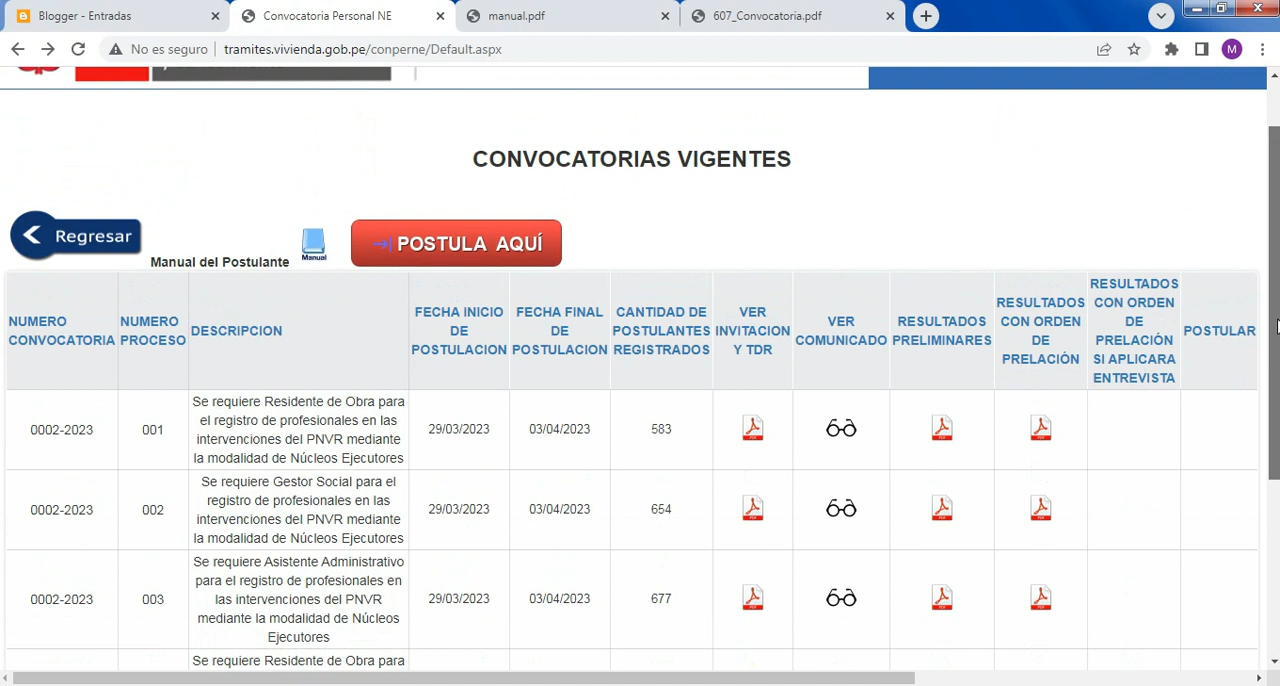 Blogger - Entradas
Convocatoria Personal NE
manual.pdf
607_Convocatoria.pdf
No es seguro
tramites.vivienda.gob.pe/conperne/Default.aspx
M
CONVOCATORIAS VIGENTES
Regresar
Manual del Postulante
Manual
POSTULA AQUÍ
NUMERO
CONVOCATORIA
NUMERO
PROCESO
DESCRIPCION
FECHA INICIO
DE
POSTULACION
FECHA FINAL
DE
POSTULACION
CANTIDAD DE
POSTULANTES
REGISTRADOS
VER
INVITACION
Y TDR
VER
COMUNICADO
RESULTADOS
PRELIMINARES
RESULTADOS
CON ORDEN
DE
PRELACIÓN
RESULTADOS
CON ORDEN
DE
PRELACIÓN
SI APLICARA
ENTREVISTA
POSTULAR
0002-2023
001
Se requiere Residente de Obra para
el registro de profesionales en las
intervenciones del PNVR mediante
la modalidad de Núcleos Ejecutores
29/03/2023
03/04/2023
583
0002-2023
002
Se requiere Gestor Social para el
registro de profesionales en las
intervenciones del PNVR mediante
la modalidad de Núcleos Ejecutores
29/03/2023
03/04/2023
654
0002-2023
003
Se requiere Asistente Administrativo
para el registro de profesionales en
las intervenciones del PNVR
mediante la modalidad de Núcleos
Ejecutores
29/03/2023
03/04/2023
677
Se requiere Residente de Obra para